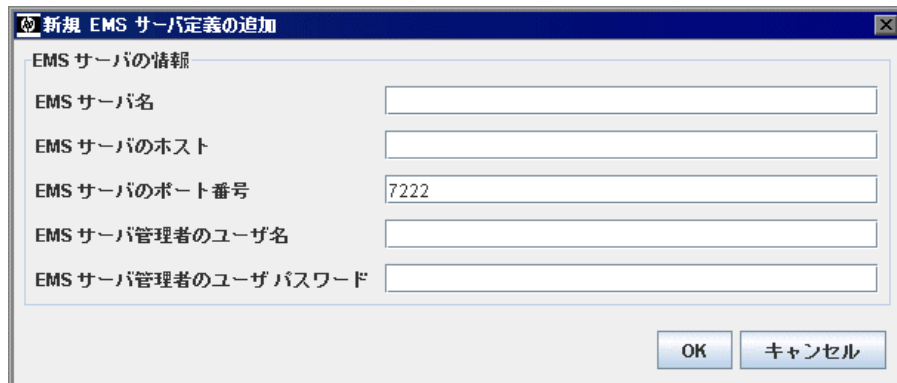 新規 EMS サーバ定義の追加
EMS サーバの情報
EMS サーバ名
EMS サーバのホスト
EMS サーバのポート番号 7222
EMS サーバ管理者のユーザ名
EMS サーバ管理者のユーザ パスワード
OK キャンセル